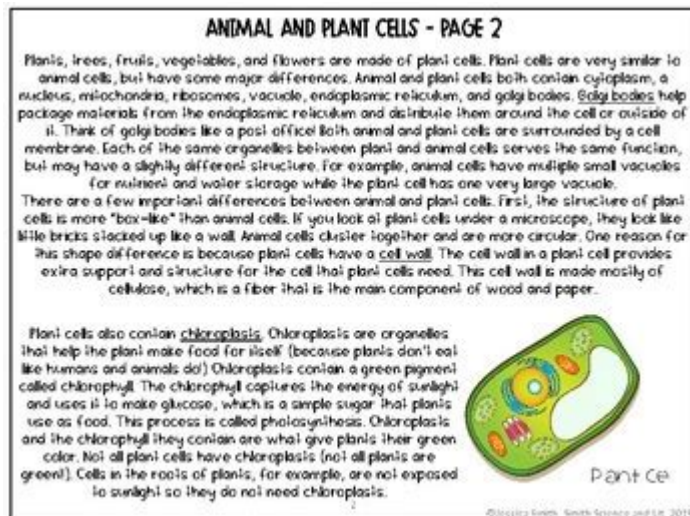 ANIMAL AND PLANT CELLS - PAGE 2
Plants, trees, fruits, vegetables, and flowers are made of plant cells. Plant cells are very similar to
animal cells, but have some major differences. Animal and plant cells both contain cytoplasm, a
nucleus, mitochondria, ribosomes, vacuole, endoplasmic reticulum, and golgi bodies. Golgi bodies help
package materials from the endoplasmic reticulum and distribute them around the cell or outside of
it. Think of golgi bodies like a post office! Both animal and plant cells are surrounded by a cell
membrane. Each of the same organelles between plant and animal cells serves the same function,
but may have a slightly different structure. For example, animal cells have multiple small vacuoles
for nutrient and water storage while the plant cell has one very large vacuole.
There are a few important differences between animal and plant cells. First, the structure of plant
cells is more "box-like" than animal cells. If you look at plant cells under a microscope, they look like
little bricks stacked up like a wall. Animal cells cluster together and are more circular. One reason for
this shape difference is because plant cells have a cell wall. The cell wall in a plant cell provides
extra support and structure for the cell that plant cells need. This cell wall is made mostly of
cellulose, which is a fiber that is the main component of wood and paper.
Plant cells also contain chloroplasts. Chloroplasts are organelles
that help the plant make food for itself (because plants don't eat
like humans and animals do!) Chloroplasts contain a green pigment
called chlorophyll. The chlorophyll captures the energy of sunlight
and uses it to make glucose, which is a simple sugar that plants
use as food. This process is called photosynthesis. Chloroplasts
and the chlorophyll they contain are what give plants their green
color. Not all plant cells have chloroplasts (not all plants are
green!). Cells in the roots of plants, for example, are not exposed
to sunlight so they do not need chloroplasts.
Plant Ce
2
©Jessica Smith, Smith Science and Lit, 201